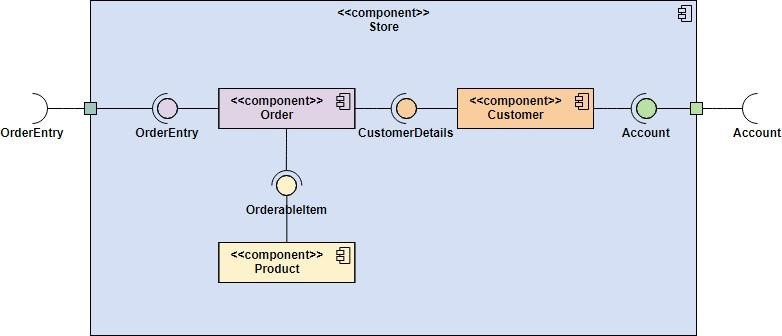 <<component>>
Store
<<component>>
Order
<<component>>
Customer
OrderEntry
OrderEntry
CustomerDetails
Account
Account
OrderableItem
<<component>>
Product